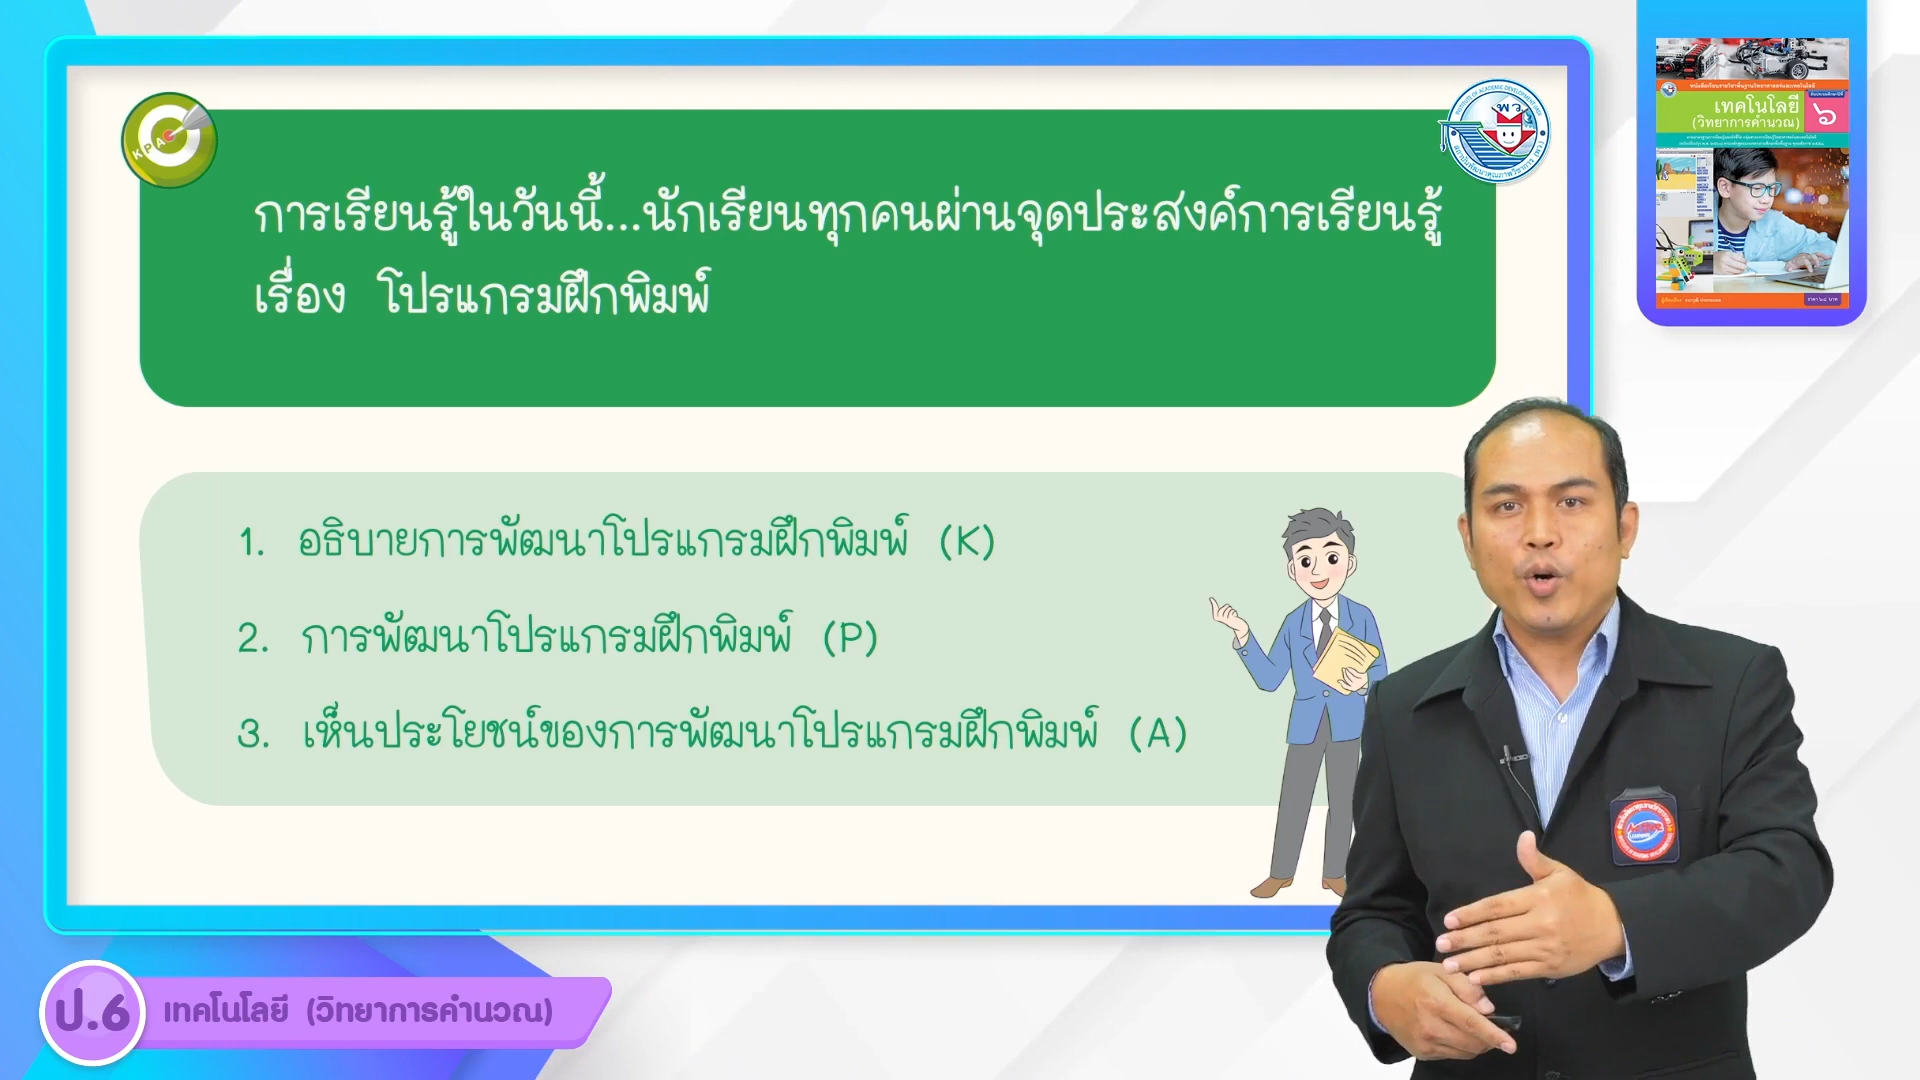 KPA
การเรียนรู้ในวันนี้...นักเรียนทุกคนผ่านจุดประสงค์การเรียนรู้
เรื่อง โปรแกรมฝึกพิมพ์
พว.
1. อธิบายการพัฒนาโปรแกรมฝึกพิมพ์ (K)
2. การพัฒนาโปรแกรมฝึกพิมพ์ (P)
3. เห็นประโยชน์ของการพัฒนาโปรแกรมฝึกพิมพ์ (A)
เทคโนโลยี
(วิทยาการคำนวณ)
๖
ป.6 เทคโนโลยี (วิทยาการคำนวณ)